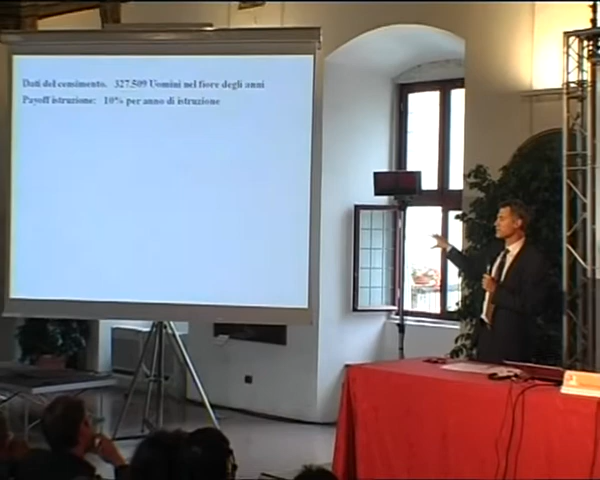 Dati del censimento. 327.509 Uomini nel fiore degli anni
Payoff istruzione: 10% per anno di istruzione